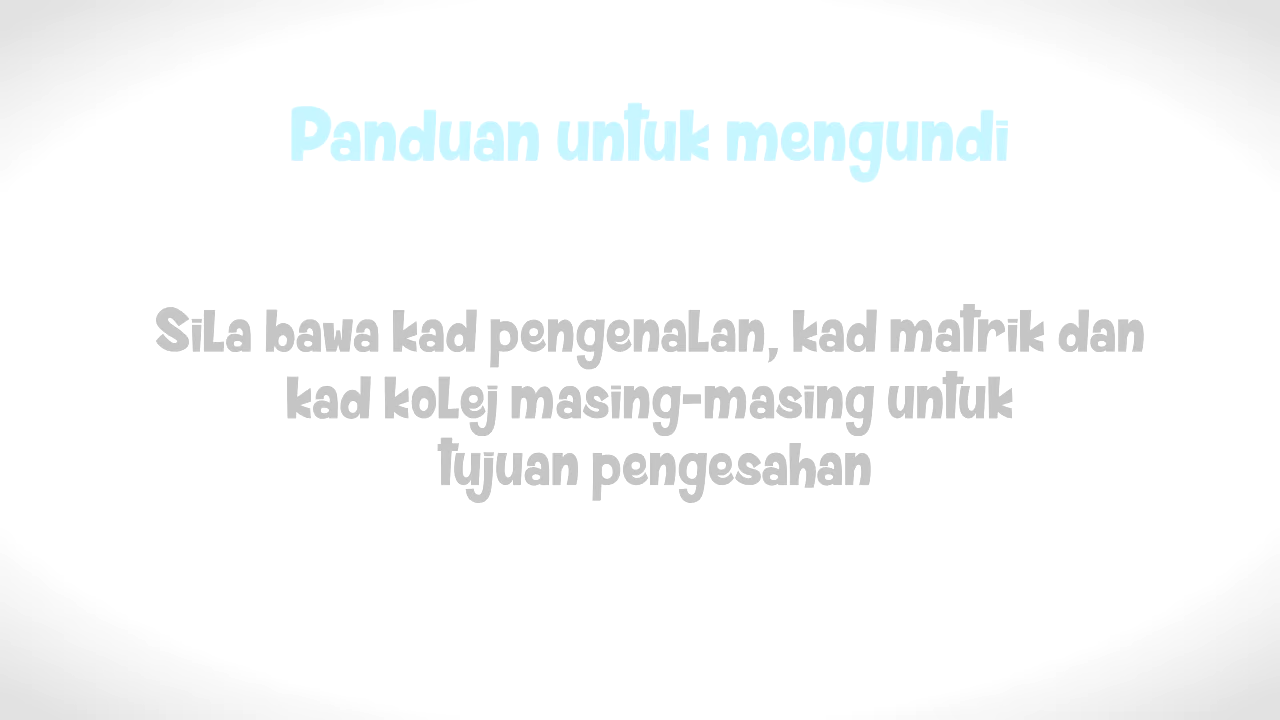 Panduan untuk mengundi
Sila bawa kad pengenalan, kad matrik dan
kad kolej masing-masing untuk
tujuan pengesahan